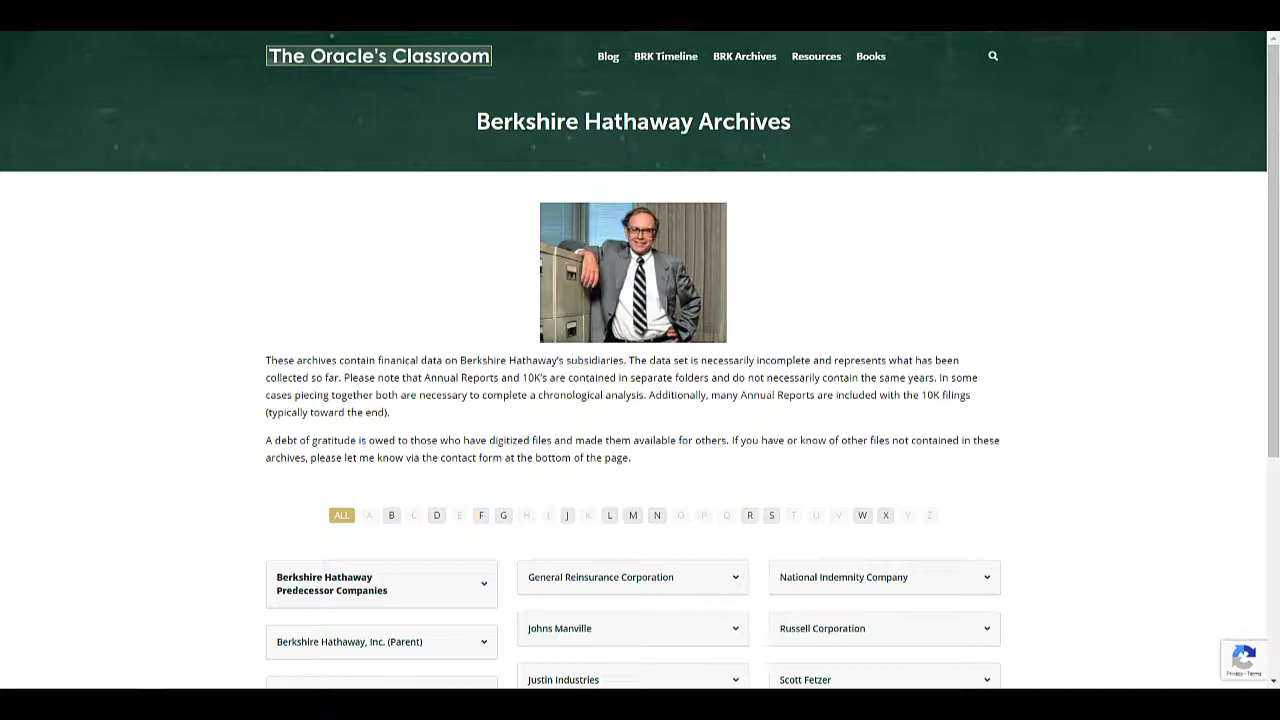 The Oracle's Classroom
Blog BRK Timeline BRK Archives Resources Books
Berkshire Hathaway Archives
These archives contain finanical data on Berkshire Hathaway's subsidiaries. The data set is necessarily incomplete and represents what has been
collected so far. Please note that Annual Reports and 10K's are contained in separate folders and do not necessarily contain the same years. In some
cases piecing together both are necessary to complete a chronological analysis. Additionally, many Annual Reports are included with the 10K filings
(typically toward the end).
A debt of gratitude is owed to those who have digitized files and made them available for others. If you have or know of other files not contained in these
archives, please let me know via the contact form at the bottom of the page.
ALL A B C D E F G H I J K L M N O P Q R S T U V W X Y Z
Berkshire Hathaway
Predecessor Companies
Berkshire Hathaway, Inc. (Parent)
General Reinsurance Corporation
Johns Manville
Justin Industries
National Indemnity Company
Russell Corporation
Scott Fetzer
Privacy - Terms